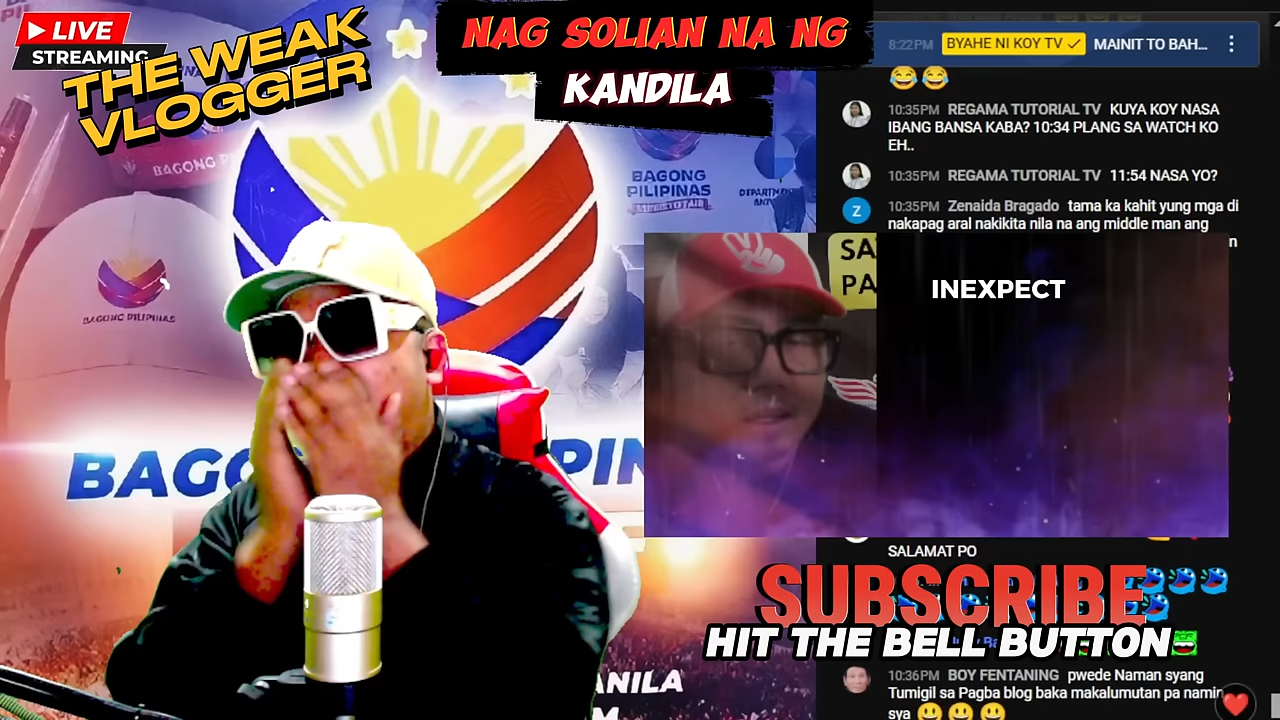 LIVE
STREAMING
THE WEAK
VLOGGER
NAG SOLIAN NA NG
KANDILA
8:22PM BYAHE NI KOY TV MAINIT TO BAH...
10:35PM REGAMA TUTORIAL TV KUYA KOY NASA
IBANG BANSA KABA? 10:34 PLANG SA WATCH KO
EH..
10:35PM REGAMA TUTORIAL TV 11:54 NASA YO?
Z
10:35PM Zenaida Bragado tama ka kahit yung mga di
nakapag aral nakikita nila na ang middle man ang
BAGONG PILIPINAS
BAGONG
PILIPINAS
SA
PA
INEXPECT
SALAMAT PO
SUBSCRIBE
HIT THE BELL BUTTON
10:36PM BOY FENTANING pwede Naman syang
Tumigil sa Pagba blog baka makalumutan pa namin
sya